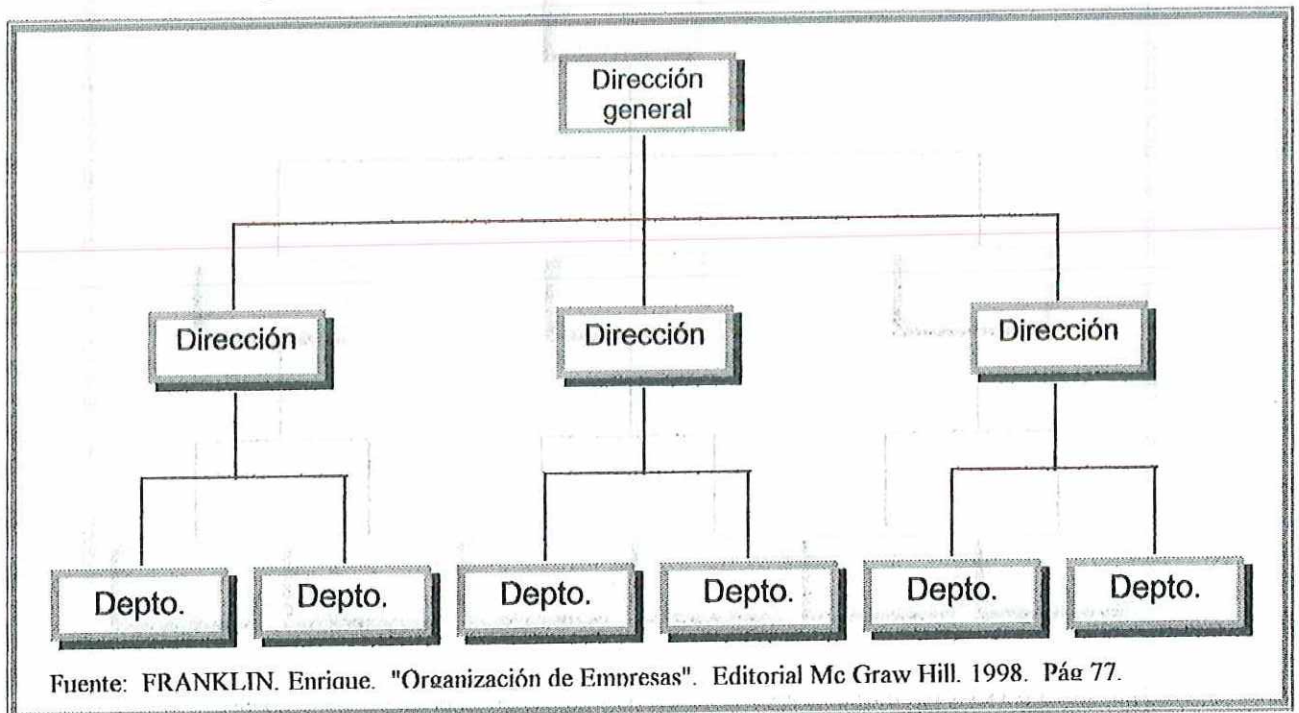 Dirección
general
Dirección
Dirección
Dirección
Depto.
Depto.
Depto.
Depto.
Depto.
Depto.
Fuente: FRANKLIN. Enrique. "Organización de Empresas". Editorial Mc Graw Hill. 1998. Pág 77.